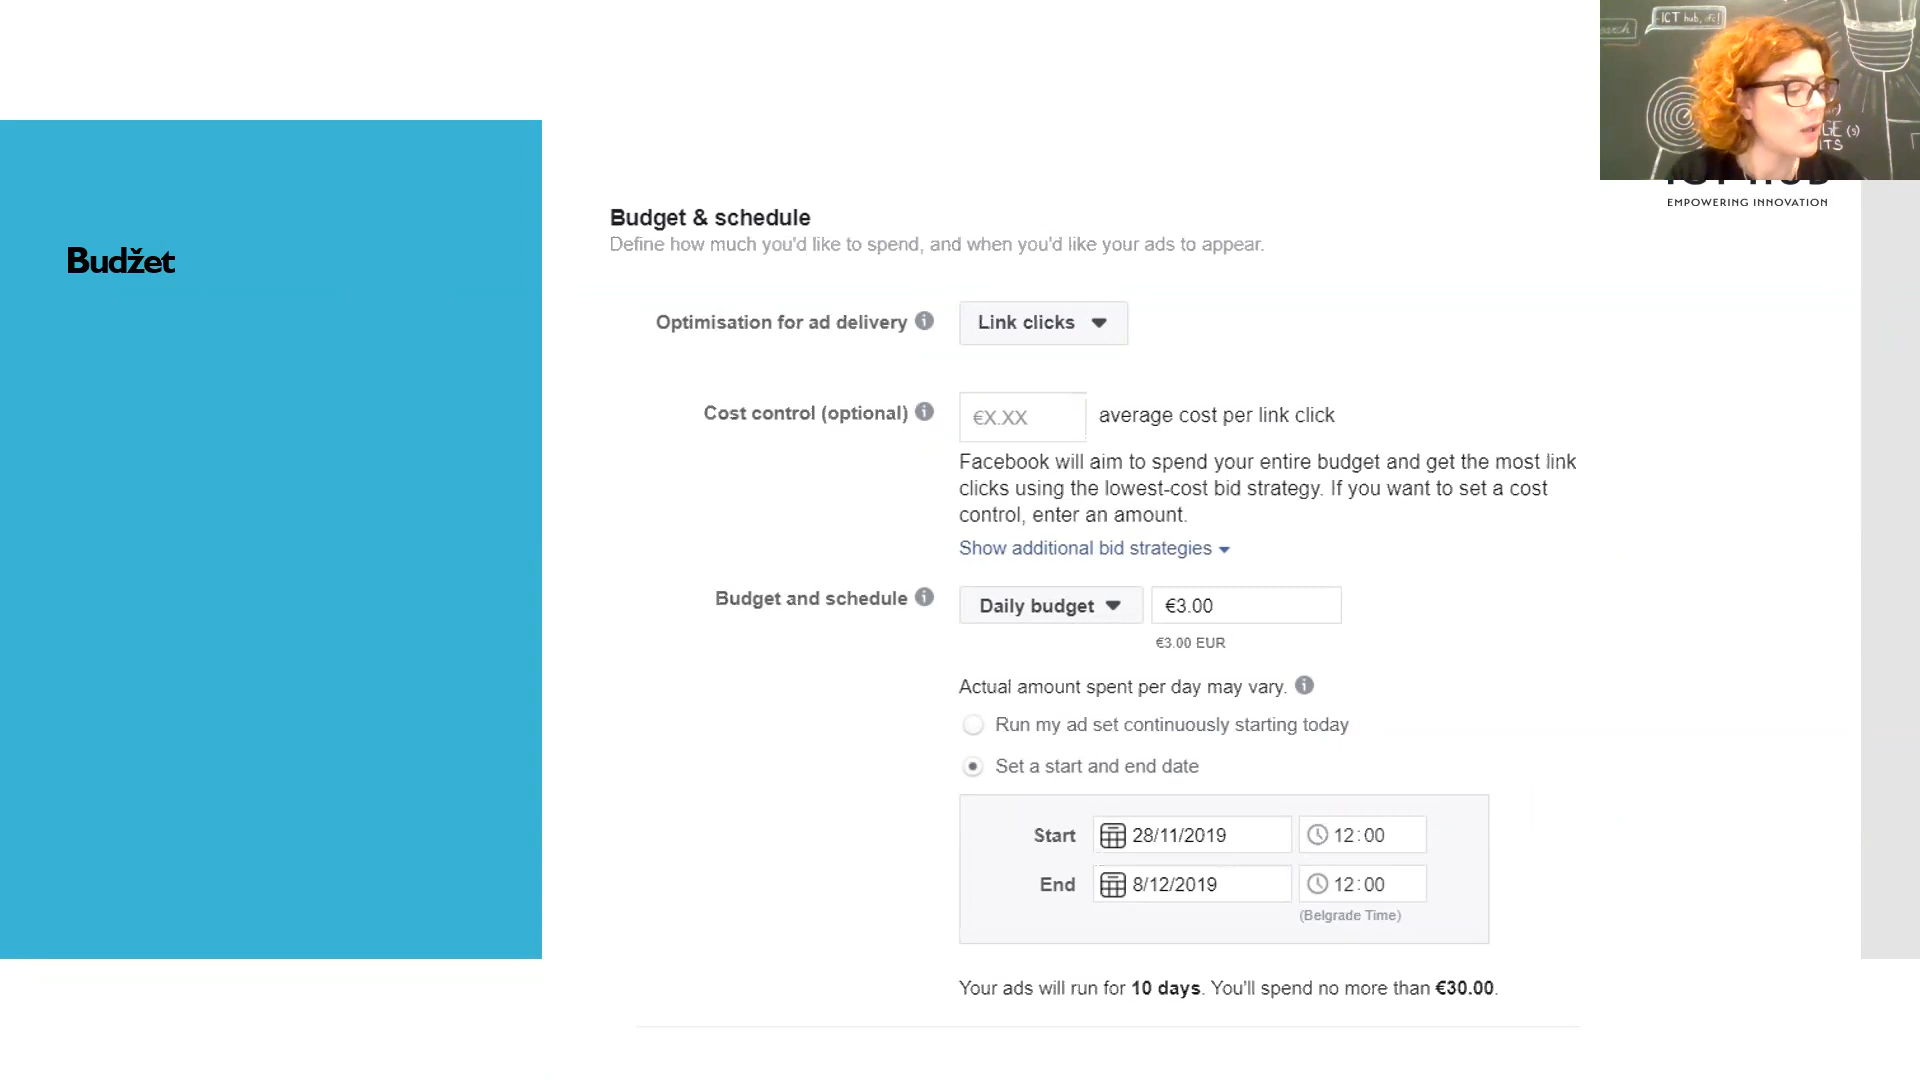 ICT hub, ofc!
EMPOWERING INNOVATION
Budžet
Budget & schedule
Define how much you'd like to spend, and when you'd like your ads to appear.
Optimisation for ad delivery
Link clicks
Cost control (optional)
€X.XX
average cost per link click
Facebook will aim to spend your entire budget and get the most link
clicks using the lowest-cost bid strategy. If you want to set a cost
control, enter an amount.
Show additional bid strategies
Budget and schedule
Daily budget
€3.00
€3.00 EUR
Actual amount spent per day may vary.
Run my ad set continuously starting today
Set a start and end date
Start 28/11/2019 12:00
End 8/12/2019 12:00
(Belgrade Time)
Your ads will run for 10 days. You'll spend no more than €30.00.